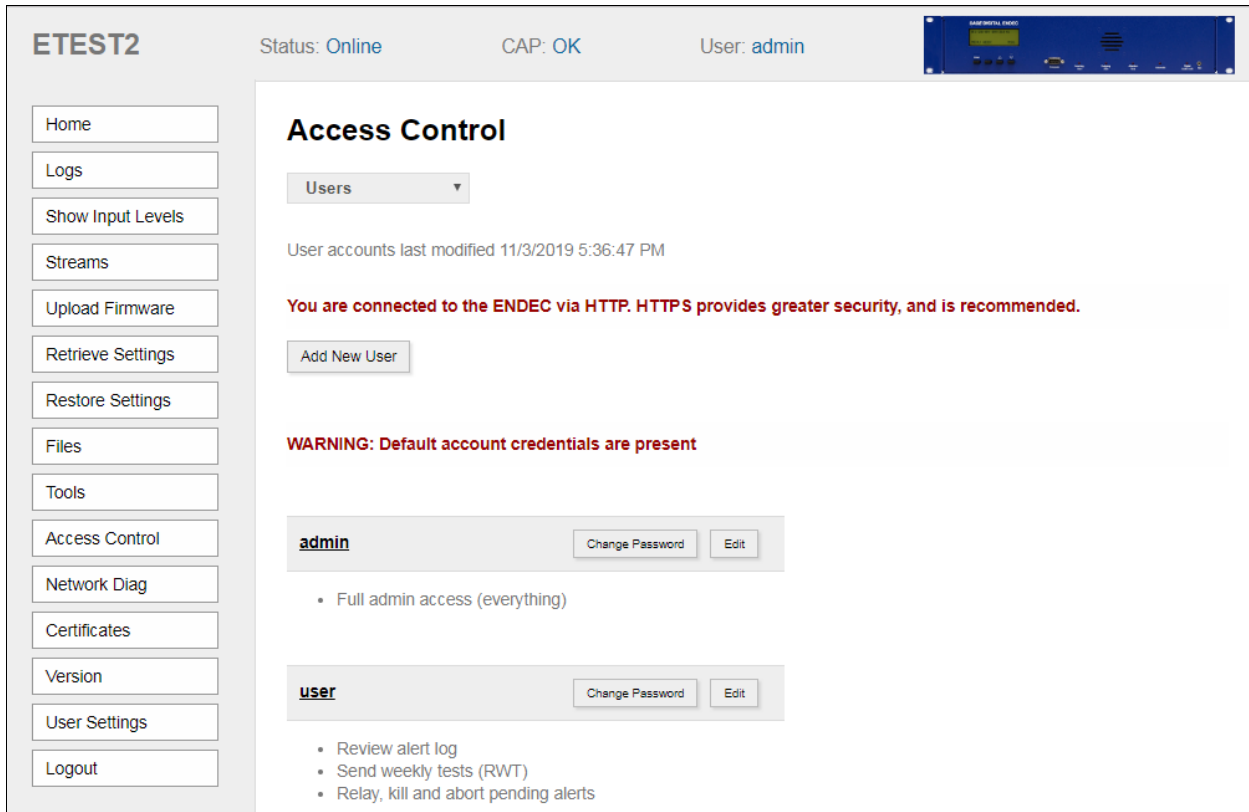 ETEST2
Status: Online
CAP: OK
User: admin
SAGE DIGITAL ENDEC
Home
Logs
Show Input Levels
Streams
Upload Firmware
Retrieve Settings
Restore Settings
Files
Tools
Access Control
Network Diag
Certificates
Version
User Settings
Logout
Access Control
Users
User accounts last modified 11/3/2019 5:36:47 PM
You are connected to the ENDEC via HTTP. HTTPS provides greater security, and is recommended.
Add New User
WARNING: Default account credentials are present
admin
Change Password
Edit
• Full admin access (everything)
user
Change Password
Edit
• Review alert log
• Send weekly tests (RWT)
• Relay, kill and abort pending alerts